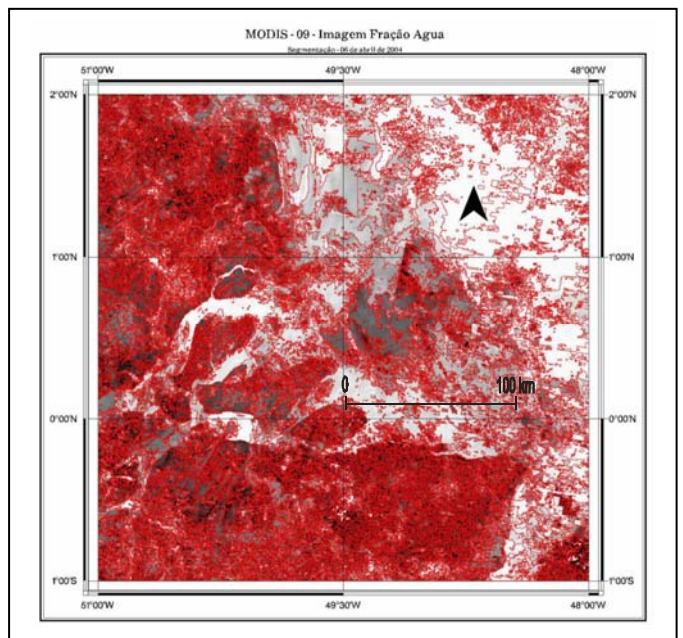 MODIS - 09 - Imagem Fração Agua
Segmentação - 06 de abril de 2004
51°00'W 49°30'W 48°00'W
2°00'N 2°00'N
1°00'N 1°00'N
0 100 km
0°00'N 0°00'N
1°00'S 1°00'S
51°00'W 49°30'W 48°00'W